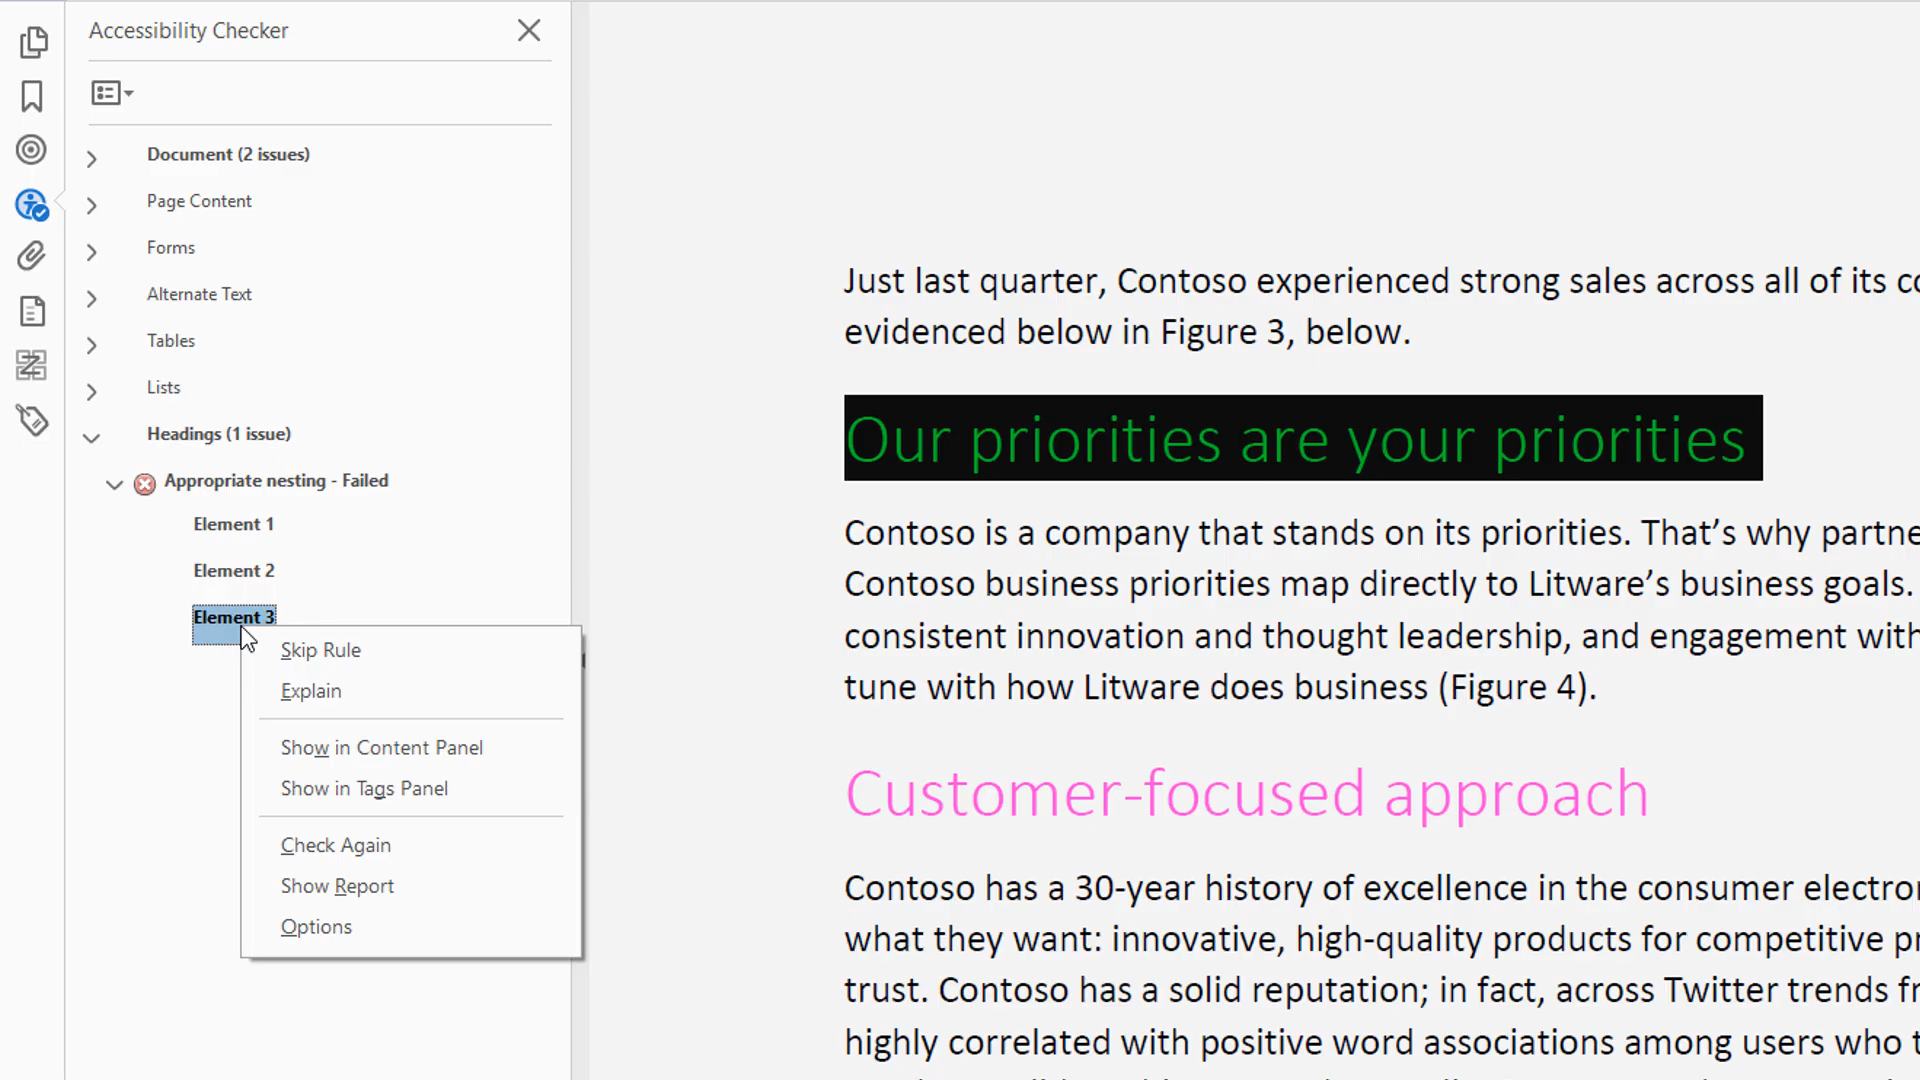 Accessibility Checker
Document (2 issues)
Page Content
Forms
Alternate Text
Tables
Lists
Headings (1 issue)
Appropriate nesting - Failed
Element 1
Element 2
Element 3
Skip Rule
Explain
Show in Content Panel
Show in Tags Panel
Check Again
Show Report
Options
Just last quarter, Contoso experienced strong sales across all of its
evidenced below in Figure 3, below.
Our priorities are your priorities
Contoso is a company that stands on its priorities. That’s why
Contoso business priorities map directly to Litware’s business goals.
consistent innovation and thought leadership, and engagement with
tune with how Litware does business (Figure 4).
Customer-focused approach
Contoso has a 30-year history of excellence in the consumer
what they want: innovative, high-quality products for competitive
trust. Contoso has a solid reputation; in fact, across Twitter trends
highly correlated with positive word associations among users who